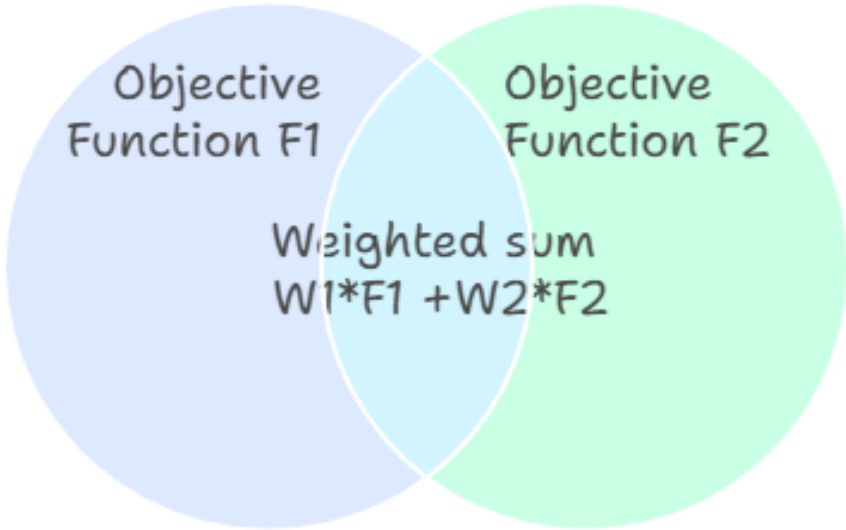 Objective
Function F1
Objective
Function F2
Weighted sum
W1*F1 +W2*F2